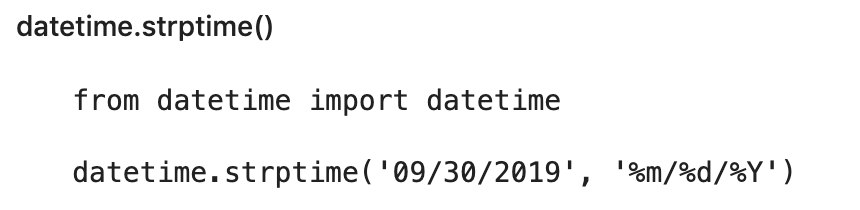 datetime.strptime()
from datetime import datetime
datetime.strptime('09/30/2019', '%m/%d/%Y')